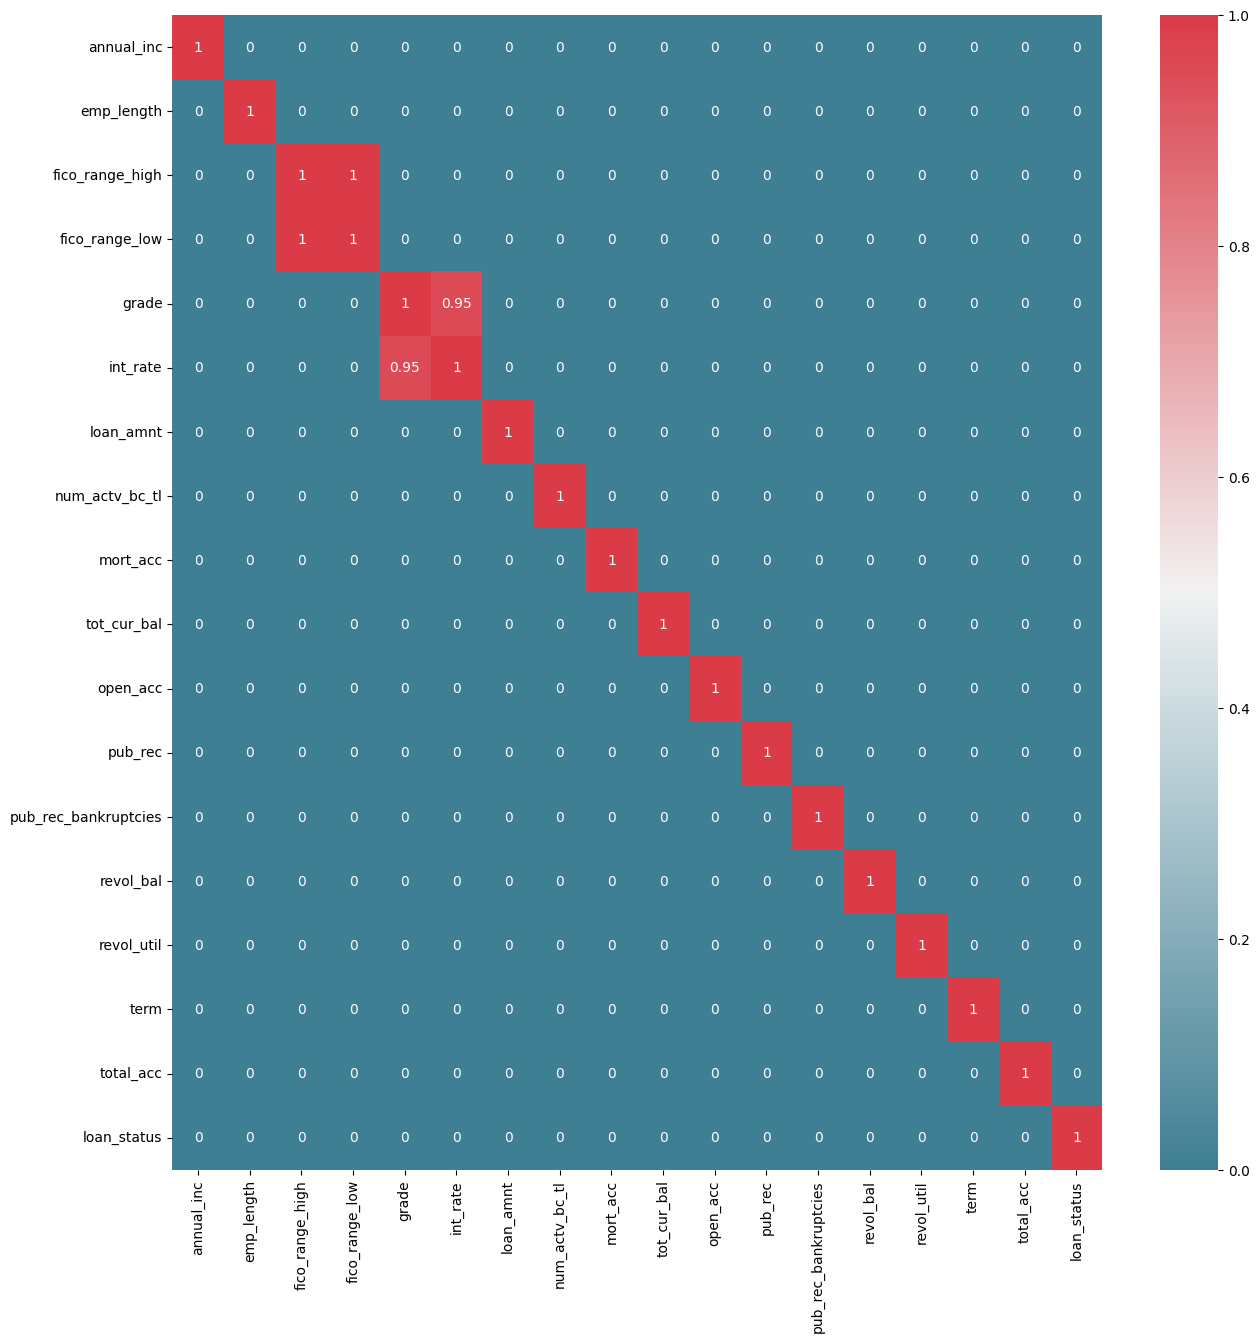 annual_inc 1 0 0 0 0 0 0 0 0 0 0 0 0 0 0 0 0 0
emp_length 0 1 0 0 0 0 0 0 0 0 0 0 0 0 0 0 0 0
fico_range_high 0 0 1 1 0 0 0 0 0 0 0 0 0 0 0 0 0 0
fico_range_low 0 0 1 1 0 0 0 0 0 0 0 0 0 0 0 0 0 0
grade 0 0 0 0 1 0.95 0 0 0 0 0 0 0 0 0 0 0 0
int_rate 0 0 0 0 0.95 1 0 0 0 0 0 0 0 0 0 0 0 0
loan_amnt 0 0 0 0 0 0 1 0 0 0 0 0 0 0 0 0 0 0
num_actv_bc_tl 0 0 0 0 0 0 0 1 0 0 0 0 0 0 0 0 0 0
mort_acc 0 0 0 0 0 0 0 0 1 0 0 0 0 0 0 0 0 0
tot_cur_bal 0 0 0 0 0 0 0 0 0 1 0 0 0 0 0 0 0 0
open_acc 0 0 0 0 0 0 0 0 0 0 1 0 0 0 0 0 0 0
pub_rec 0 0 0 0 0 0 0 0 0 0 0 1 0 0 0 0 0 0
pub_rec_bankruptcies 0 0 0 0 0 0 0 0 0 0 0 0 1 0 0 0 0 0
revol_bal 0 0 0 0 0 0 0 0 0 0 0 0 0 1 0 0 0 0
revol_util 0 0 0 0 0 0 0 0 0 0 0 0 0 0 1 0 0 0
term 0 0 0 0 0 0 0 0 0 0 0 0 0 0 0 1 0 0
total_acc 0 0 0 0 0 0 0 0 0 0 0 0 0 0 0 0 1 0
loan_status 0 0 0 0 0 0 0 0 0 0 0 0 0 0 0 0 0 1
annual_inc
emp_length
fico_range_high
fico_range_low
grade
int_rate
loan_amnt
num_actv_bc_tl
mort_acc
tot_cur_bal
open_acc
pub_rec
pub_rec_bankruptcies
revol_bal
revol_util
term
total_acc
loan_status
1.0
0.8
0.6
0.4
0.2
0.0